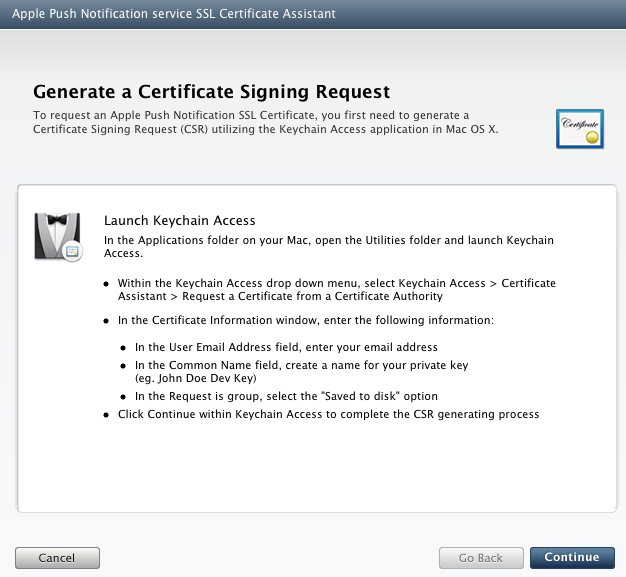 Apple Push Notification service SSL Certificate Assistant
Generate a Certificate Signing Request
To request an Apple Push Notification SSL Certificate, you first need to generate a
Certificate Signing Request (CSR) utilizing the Keychain Access application in Mac OS X.
Certificate
Launch Keychain Access
In the Applications folder on your Mac, open the Utilities folder and launch Keychain
Access.
• Within the Keychain Access drop down menu, select Keychain Access > Certificate
Assistant > Request a Certificate from a Certificate Authority
• In the Certificate Information window, enter the following information:
• In the User Email Address field, enter your email address
• In the Common Name field, create a name for your private key
(eg. John Doe Dev Key)
• In the Request is group, select the "Saved to disk" option
• Click Continue within Keychain Access to complete the CSR generating process
Cancel
Go Back
Continue